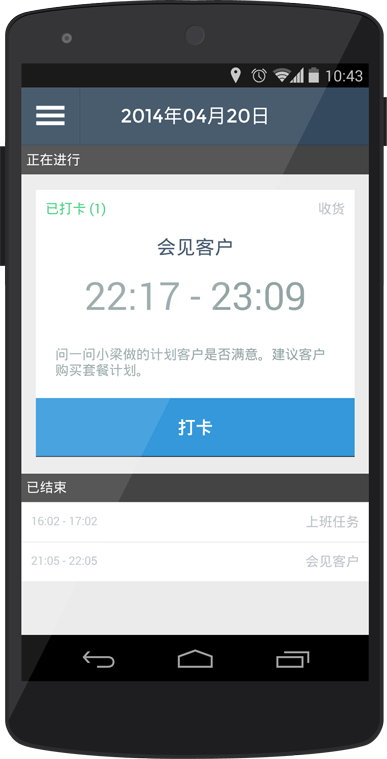 10:43
2014年04月20日
正在进行
已打卡 (1)
收货
会见客户
22:17 - 23:09
问一问小梁做的计划客户是否满意。建议客户
购买套餐计划。
打卡
已结束
16:02 - 17:02 上班任务
21:05 - 22:05 会见客户